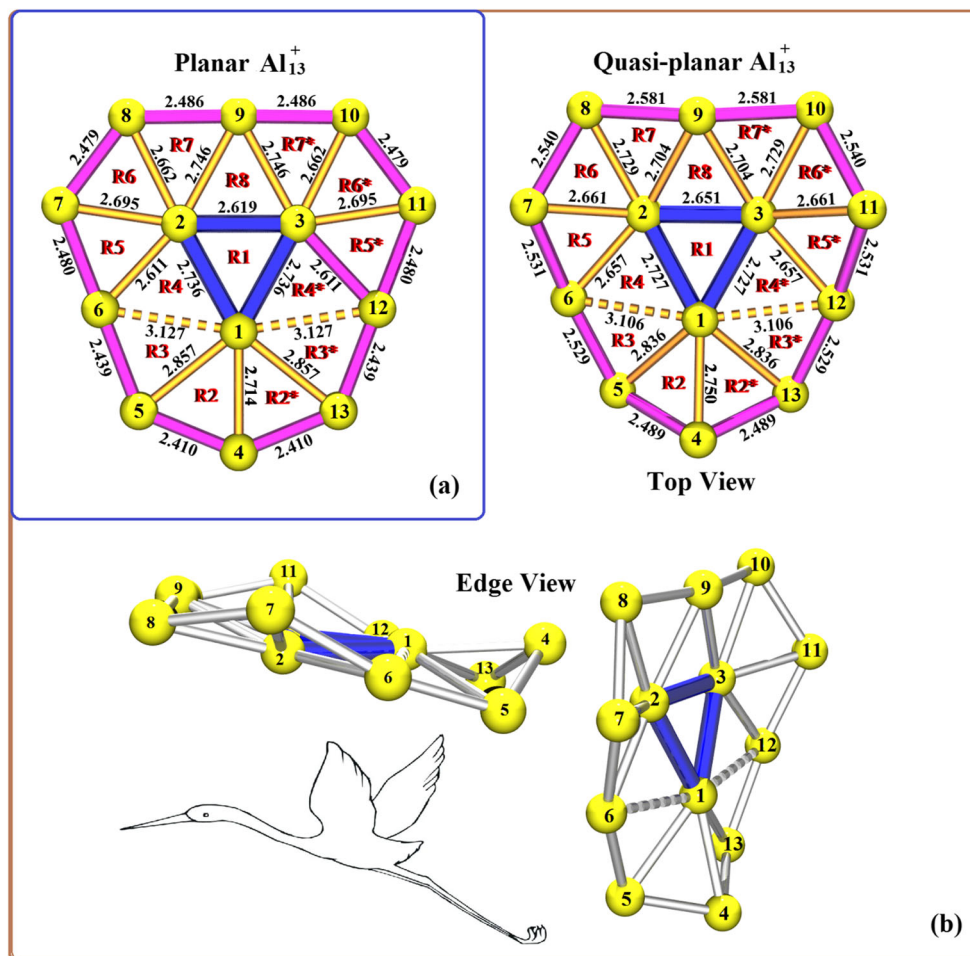 Planar Al13+
2.486 2.486
8 9 10
2.479 2.662 R7 2.746 2.746 R7* 2.662 2.479
R6 R8 R6*
7 2.695 2 2.619 3 2.695 11
R5 R1 R5*
2.480 2.611 R4 2.736 2.736 R4* 2.611 2.480
6 3.127 1 3.127 12
2.439 R3 2.857 2.857 R3* 2.439
R2 2.714 R2*
5 13
2.410 4 2.410
(a)
Quasi-planar Al13+
2.581 2.581
8 9 10
2.540 2.729 R7 2.704 2.704 R7* 2.729 2.540
R6 R8 R6*
7 2.661 2 2.651 3 2.661 11
R5 R1 R5*
2.531 2.657 R4 2.727 2.727 R4* 2.657 2.531
6 3.106 1 3.106 12
2.529 R3 2.836 2.836 R3* 2.529
R2 2.750 R2*
5 13
2.489 4 2.489
Top View
Edge View
9 11
8 7
12 1 4
2 6 13
5
10
8 9
11
2 3
7
12
6 1
13
5 4
(b)